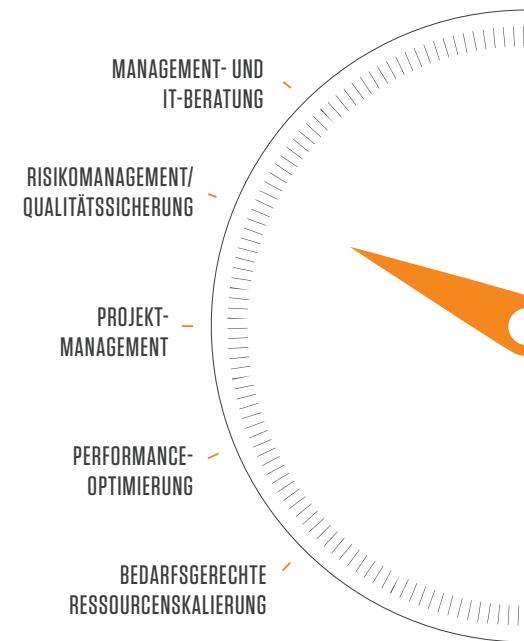 MANAGEMENT- UND
IT-BERATUNG
RISIKOMANAGEMENT/
QUALITÄTSSICHERUNG
PROJEKT-
MANAGEMENT
PERFORMANCE-
OPTIMIERUNG
BEDARFSGERECHTE
RESSOURCENSKALIERUNG